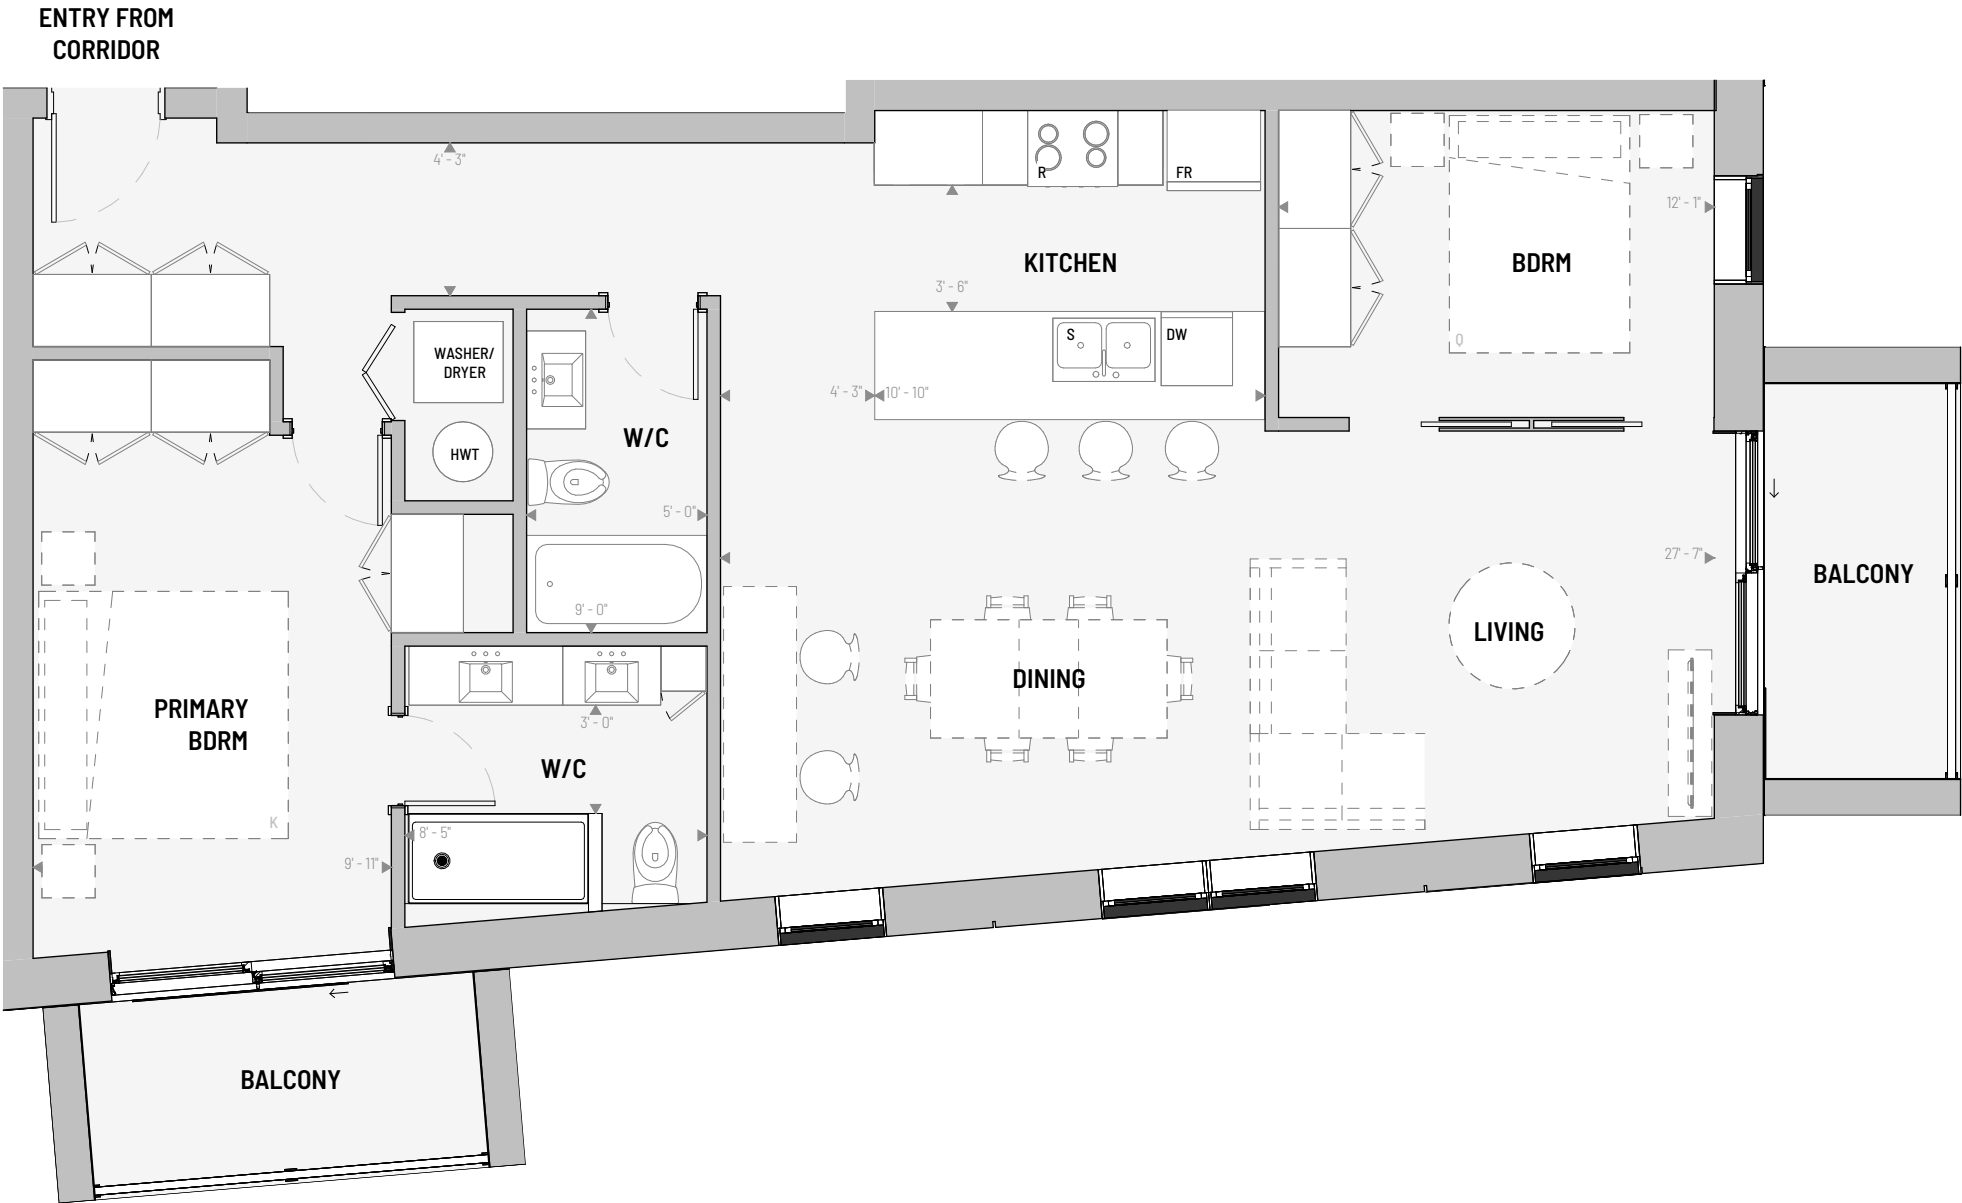 ENTRY FROM
CORRIDOR
4' - 3"
R
FR
12' - 1"
KITCHEN
BDRM
3' - 6"
S
DW
Q
WASHER/
DRYER
4' - 3"
10' - 10"
W/C
HWT
5' - 0"
27' - 7"
BALCONY
9' - 0"
LIVING
DINING
PRIMARY
BDRM
3' - 0"
W/C
K
8' - 5"
9' - 11"
BALCONY